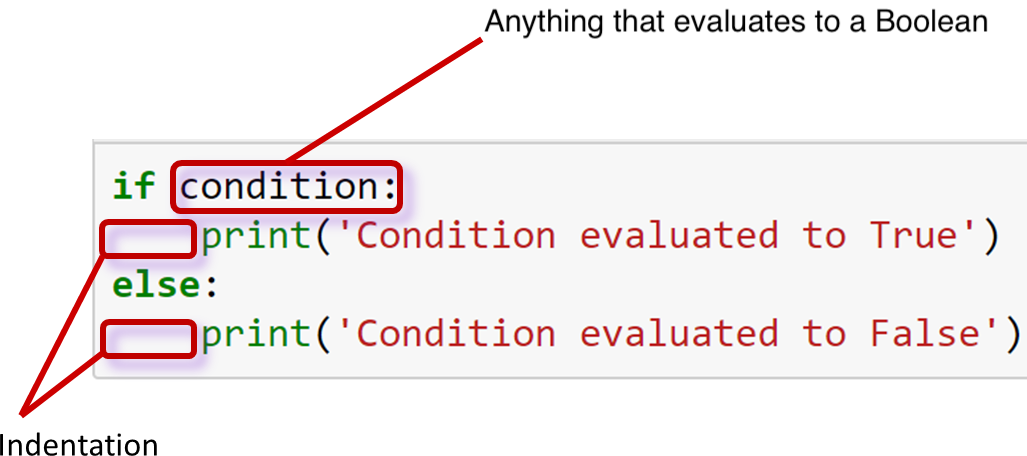 Anything that evaluates to a Boolean
if condition:
    print('Condition evaluated to True')
else:
    print('Condition evaluated to False')
Indentation